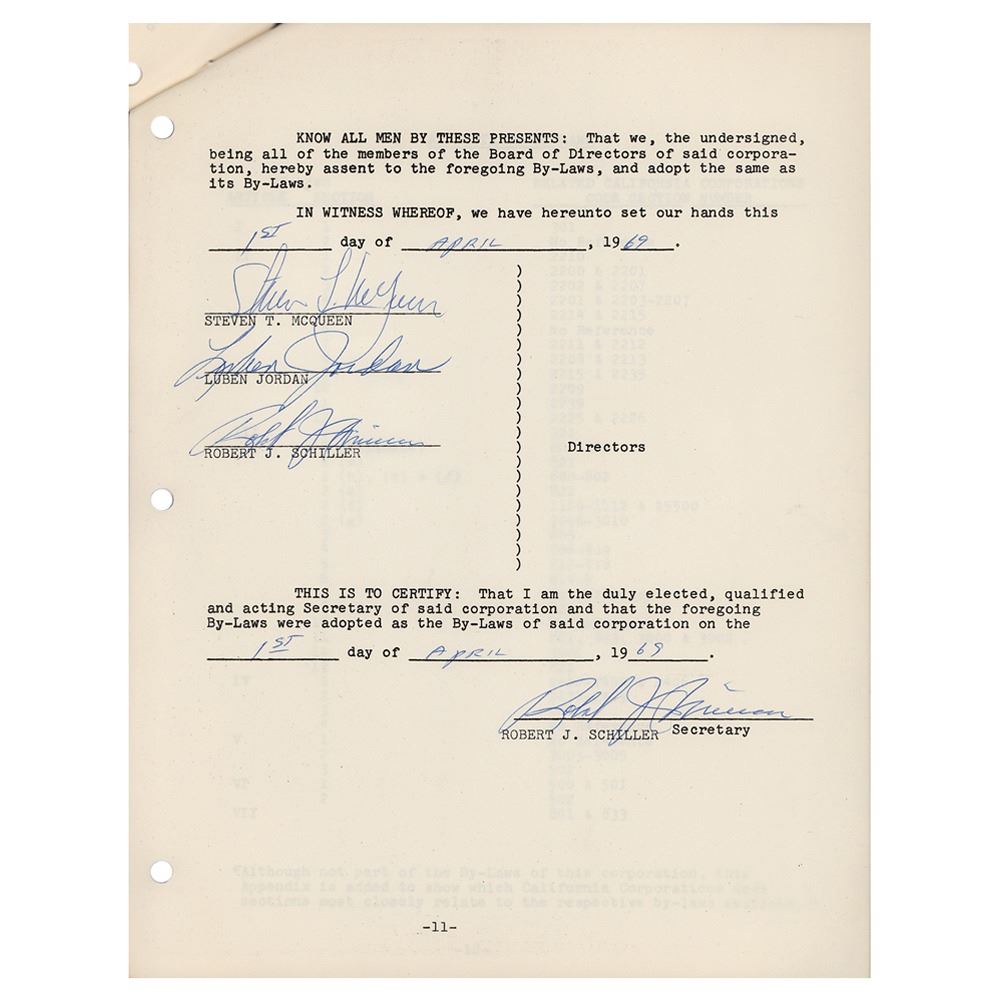 KNOW ALL MEN BY THESE PRESENTS: That we, the undersigned,
being all of the members of the Board of Directors of said corpora-
tion, hereby assent to the foregoing By-Laws, and adopt the same as
its By-Laws.
IN WITNESS WHEREOF, we have hereunto set our hands this
1ST day of APRIL, 1969.
Steven T. McQueen
STEVEN T. MCQUEEN
Luben Jordan
LUBEN JORDAN
ROBERT J. SCHILLER
Directors
THIS IS TO CERTIFY: That I am the duly elected, qualified
and acting Secretary of said corporation and that the foregoing
By-Laws were adopted as the By-Laws of said corporation on the
1ST day of APRIL, 1969.
ROBERT J. SCHILLER Secretary
-11-